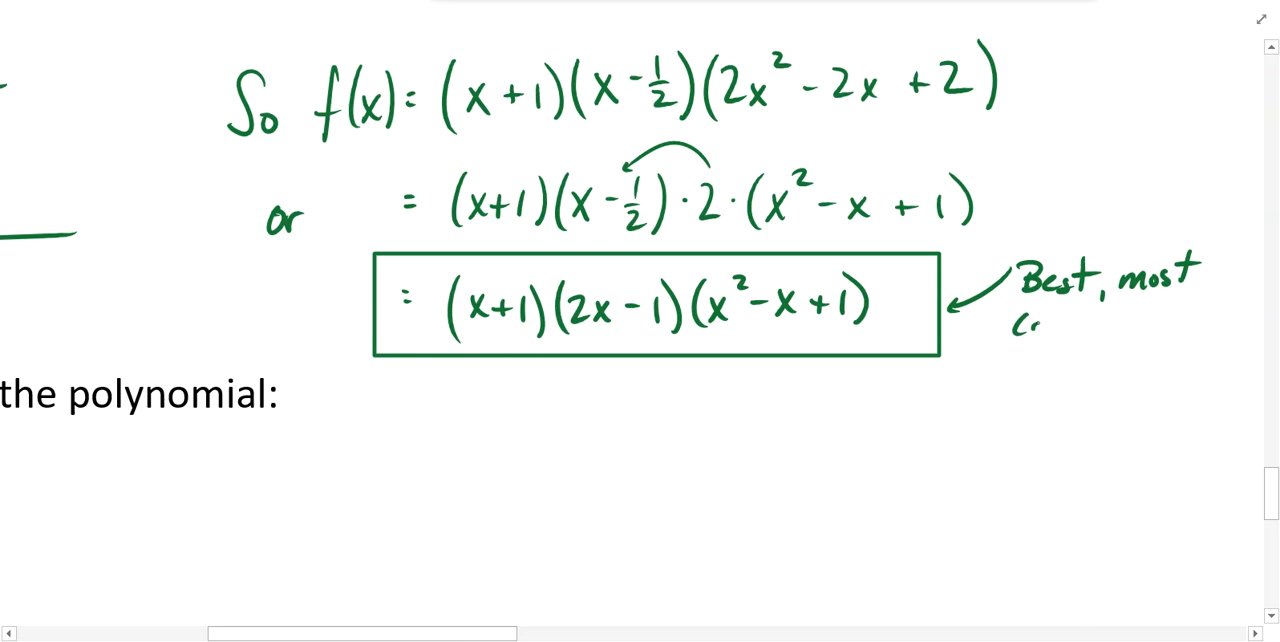 So f(x) = (x + 1)(x - 1/2)(2x² - 2x + 2)
or = (x+1)(x - 1/2) · 2 · (x² - x + 1)
= (x+1)(2x - 1)(x² - x + 1)
Best, most
the polynomial: